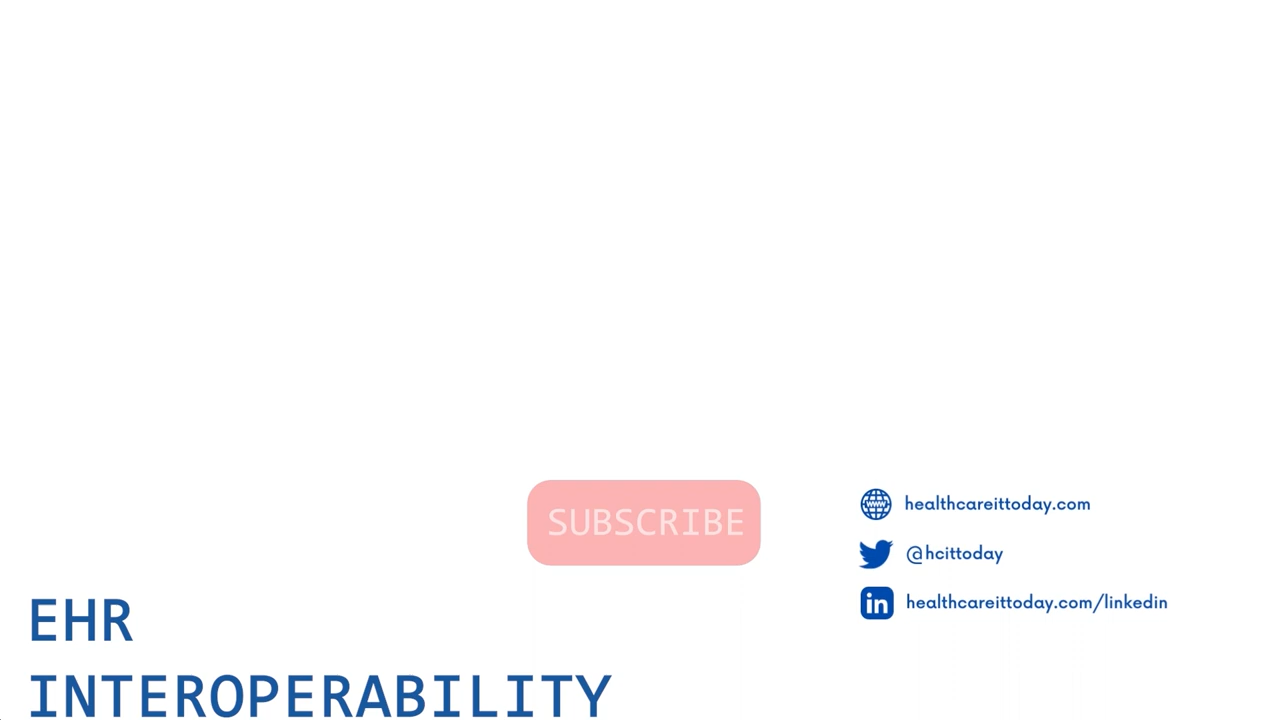 SUBSCRIBE
healthcareittoday.com
@hcittoday
healthcareittoday.com/linkedin
EHR
INTEROPERABILITY